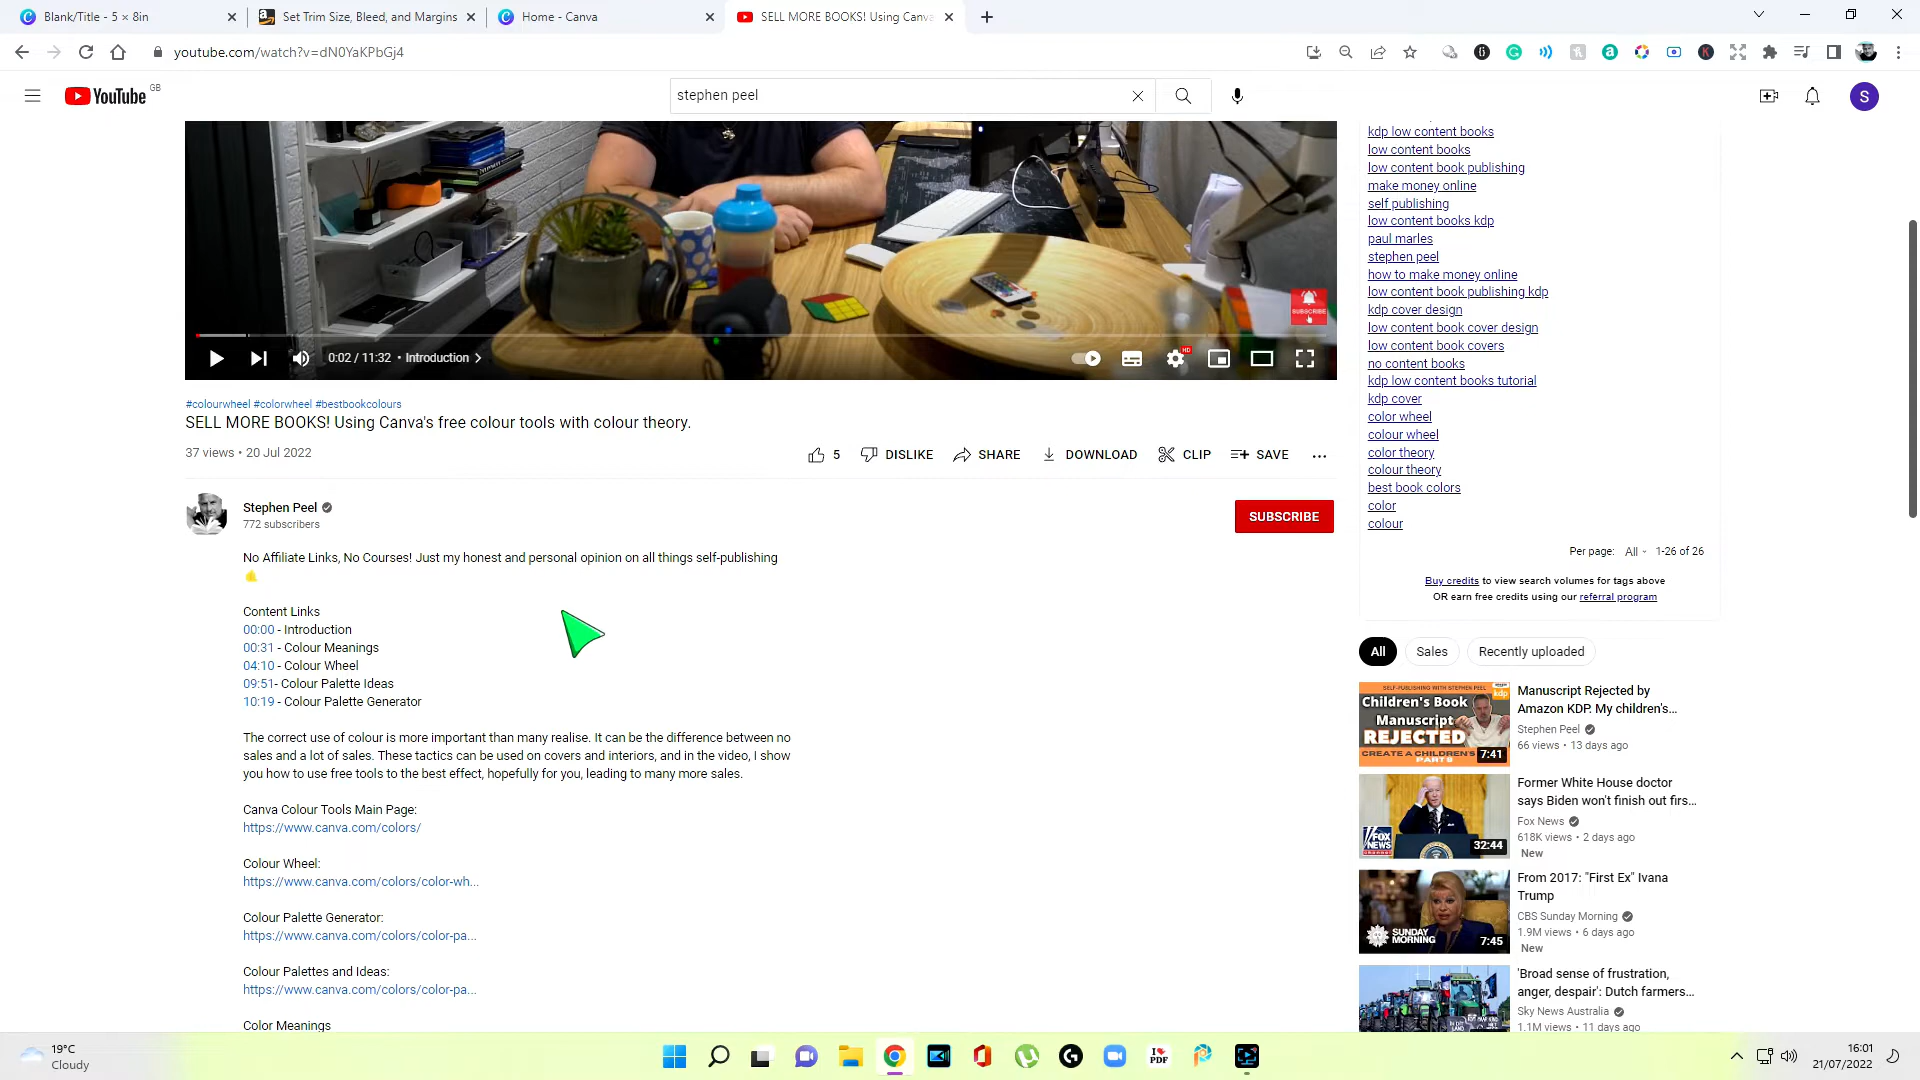 Blank/Title - 5 × 8in
Set Trim Size, Bleed, and Margins
Home - Canva
SELL MORE BOOKS! Using Canva
youtube.com/watch?v=dN0YaKPbGj4
YouTube GB
stephen peel
S
kdp low content books
low content books
low content book publishing
make money online
self publishing
low content books kdp
paul marles
stephen peel
how to make money online
low content book publishing kdp
kdp cover design
low content book cover design
low content book covers
no content books
kdp low content books tutorial
kdp cover
color wheel
colour wheel
color theory
colour theory
best book colors
color
colour
Per page: All 1-26 of 26
Buy credits to view search volumes for tags above
OR earn free credits using our referral program
SUBSCRIBE
0:02 / 11:32 • Introduction
HD
#colourwheel #colorwheel #bestbookcolours
SELL MORE BOOKS! Using Canva's free colour tools with colour theory.
37 views • 20 Jul 2022
5 DISLIKE SHARE DOWNLOAD CLIP SAVE ...
Stephen Peel
772 subscribers
SUBSCRIBE
No Affiliate Links, No Courses! Just my honest and personal opinion on all things self-publishing
Content Links
00:00 - Introduction
00:31 - Colour Meanings
04:10 - Colour Wheel
09:51- Colour Palette Ideas
10:19 - Colour Palette Generator
The correct use of colour is more important than many realise. It can be the difference between no
sales and a lot of sales. These tactics can be used on covers and interiors, and in the video, I show
you how to use free tools to the best effect, hopefully for you, leading to many more sales.
Canva Colour Tools Main Page:
https://www.canva.com/colors/
Colour Wheel:
https://www.canva.com/colors/color-wh...
Colour Palette Generator:
https://www.canva.com/colors/color-pa...
Colour Palettes and Ideas:
https://www.canva.com/colors/color-pa...
Color Meanings
All Sales Recently uploaded
SELF-PUBLISHING WITH STEPHEN PEEL
kdp
Children's Book
Manuscript
REJECTED
CREATE A CHILDREN'S
PART 8
7:41
Manuscript Rejected by
Amazon KDP. My children's...
Stephen Peel
66 views • 13 days ago
FOX
NEWS
32:44
Former White House doctor
says Biden won't finish out firs...
Fox News
618K views • 2 days ago
New
SUNDAY
MORNING
7:45
From 2017: "First Ex" Ivana
Trump
CBS Sunday Morning
1.9M views • 6 days ago
New
'Broad sense of frustration,
anger, despair': Dutch farmers...
Sky News Australia
1.1M views • 11 days ago
19°C
Cloudy
I
PDF
16:01
21/07/2022